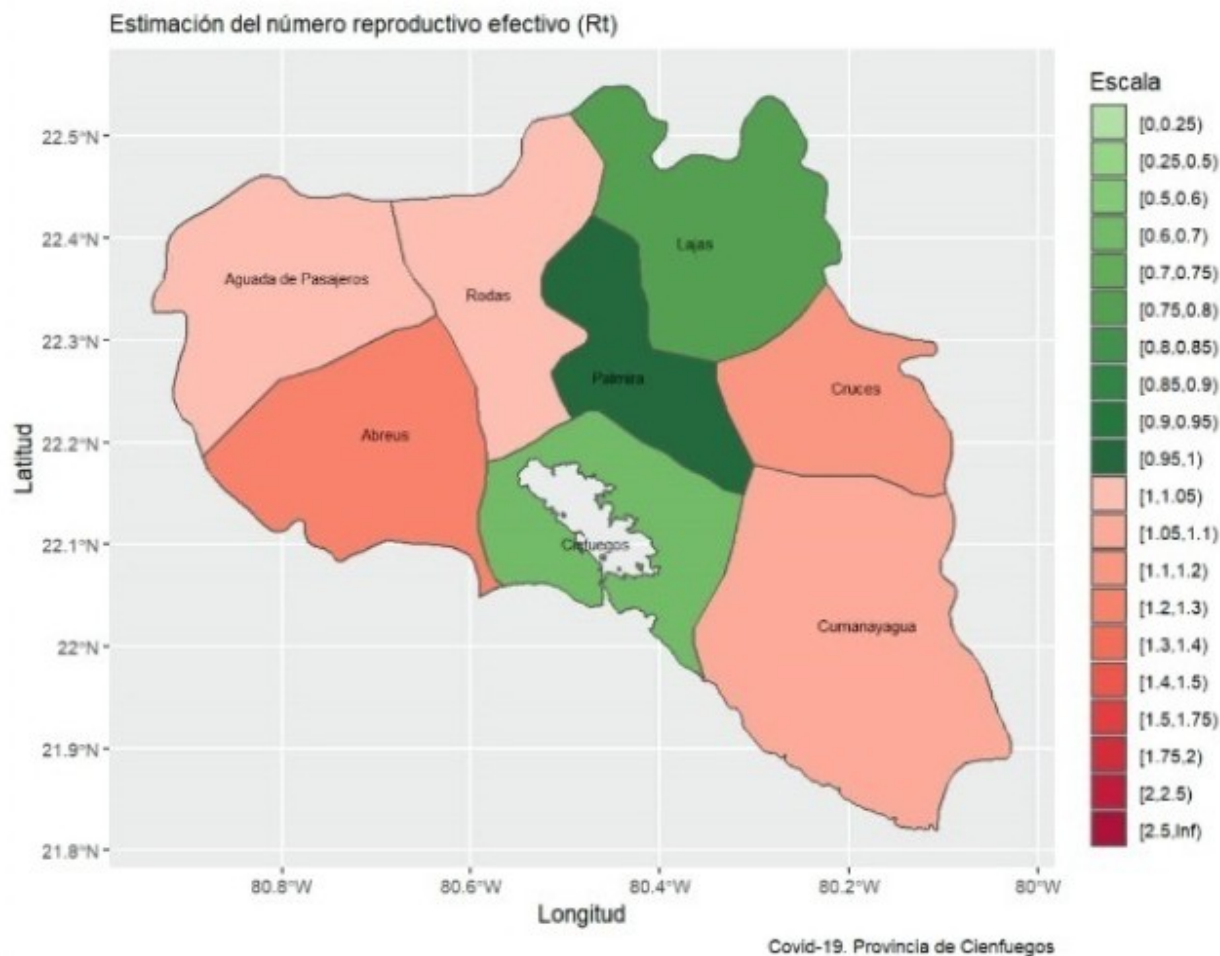 Estimación del número reproductivo efectivo (Rt)
Escala
[0,0.25)
[0.25,0.5)
[0.5,0.6)
[0.6,0.7)
[0.7,0.75)
[0.75,0.8)
[0.8,0.85)
[0.85,0.9)
[0.9,0.95)
[0.95,1)
[1,1.05)
[1.05,1.1)
[1.1,1.2)
[1.2,1.3)
[1.3,1.4)
[1.4,1.5)
[1.5,1.75)
[1.75,2)
[2,2.5)
[2.5,Inf)
Latitud
22.5°N
22.4°N
22.3°N
22.2°N
22.1°N
22°N
21.9°N
21.8°N
Lajas
Aguada de Pasajeros
Rodas
Palmira
Cruces
Abreus
Ciefuegos
Cumanayagua
80.8°W
80.6°W
80.4°W
80.2°W
80°W
Longitud
Covid-19. Provincia de Cienfuegos